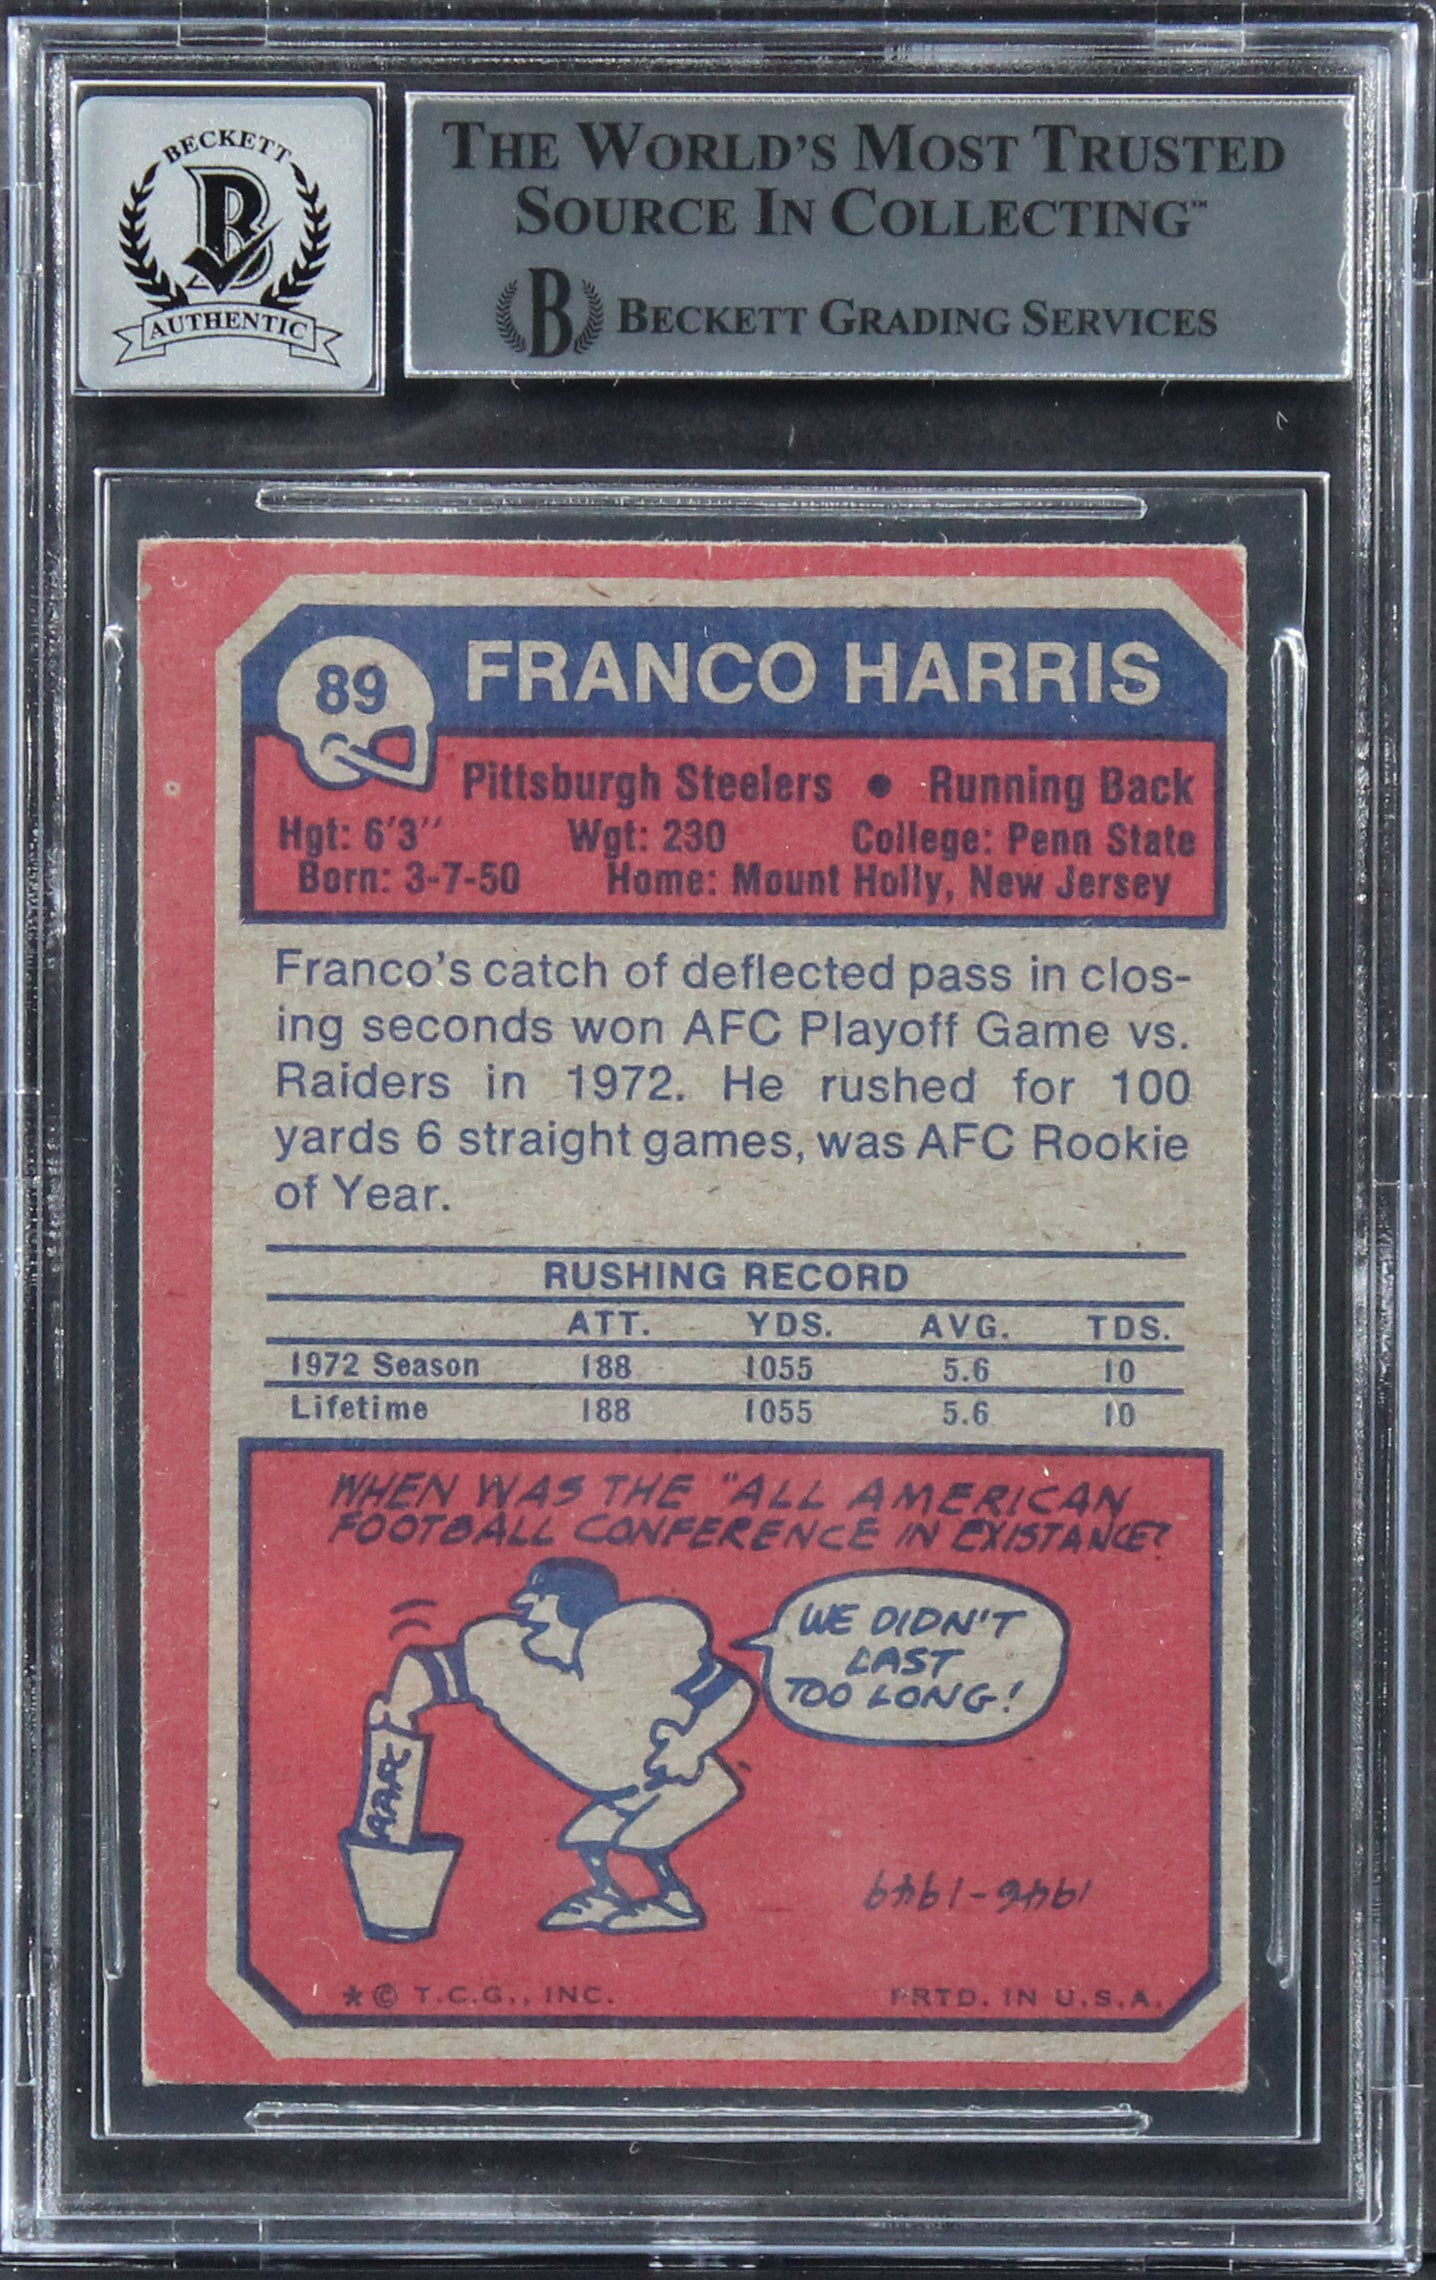 BECKETT
B
AUTHENTIC
THE WORLD'S MOST TRUSTED
SOURCE IN COLLECTING™
B BECKETT GRADING SERVICES
89
FRANCO HARRIS
Pittsburgh Steelers • Running Back
Hgt: 6'3" Wgt: 230 College: Penn State
Born: 3-7-50 Home: Mount Holly, New Jersey
Franco's catch of deflected pass in clos-
ing seconds won AFC Playoff Game vs.
Raiders in 1972. He rushed for 100
yards 6 straight games, was AFC Rookie
of Year.
RUSHING RECORD
ATT. YDS. AVG. TDS.
1972 Season 188 1055 5.6 10
Lifetime 188 1055 5.6 10
WHEN WAS THE "ALL AMERICAN
FOOTBALL CONFERENCE IN EXISTANCE?
WE DIDN'T
LAST
TOO LONG!
AAFC
1946-1949
* © T.C.G., INC. PRTD. IN U.S.A.